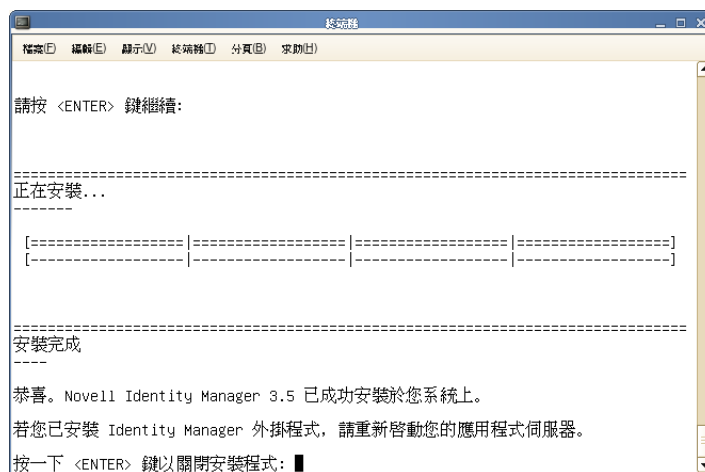 終端機
檔案(F) 編輯(E) 顯示(V) 終端機(T) 分頁(B) 求助(H)
請按 <ENTER> 鍵繼續:
===============================================================================
正在安裝...
-------
[==================|==================|==================|==================]
[------------------|------------------|------------------|------------------]
===============================================================================
安裝完成
----
恭喜。Novell Identity Manager 3.5 已成功安裝於您系統上。
若您已安裝 Identity Manager 外掛程式, 請重新啓動您的應用程式伺服器。
按一下 <ENTER> 鍵以關閉安裝程式: